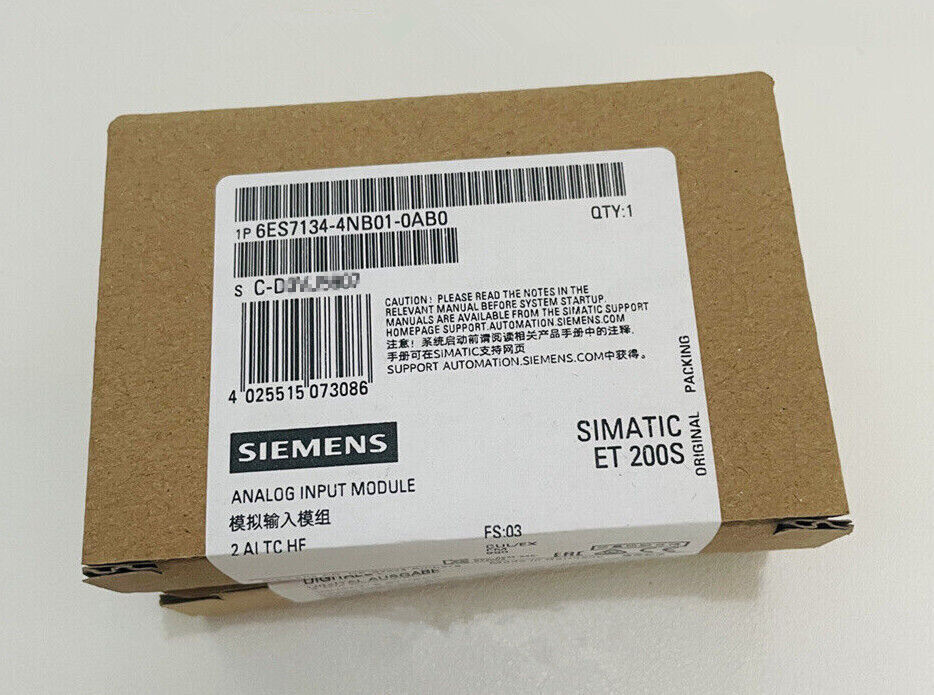 1P 6ES7134-4NB01-0AB0
QTY:1
S C-D
CAUTION! PLEASE READ THE NOTES IN THE
RELEVANT MANUAL BEFORE SYSTEM STARTUP.
MANUALS ARE AVAILABLE FROM THE SIMATIC SUPPORT
HOMEPAGE SUPPORT.AUTOMATION.SIEMENS.COM
注意！系统启动前请阅读相关产品手册中的注释,
手册可在SIMATIC支持网页
SUPPORT AUTOMATION.SIEMENS.COM中获得。
4 025515 073086
ORIGINAL PACKING
SIEMENS
SIMATIC
ET 200S
ANALOG INPUT MODULE
模拟输入模组
2 AI TC HF
FS:03
CUL/EX
EAC
DIGITAL
AUSGABE